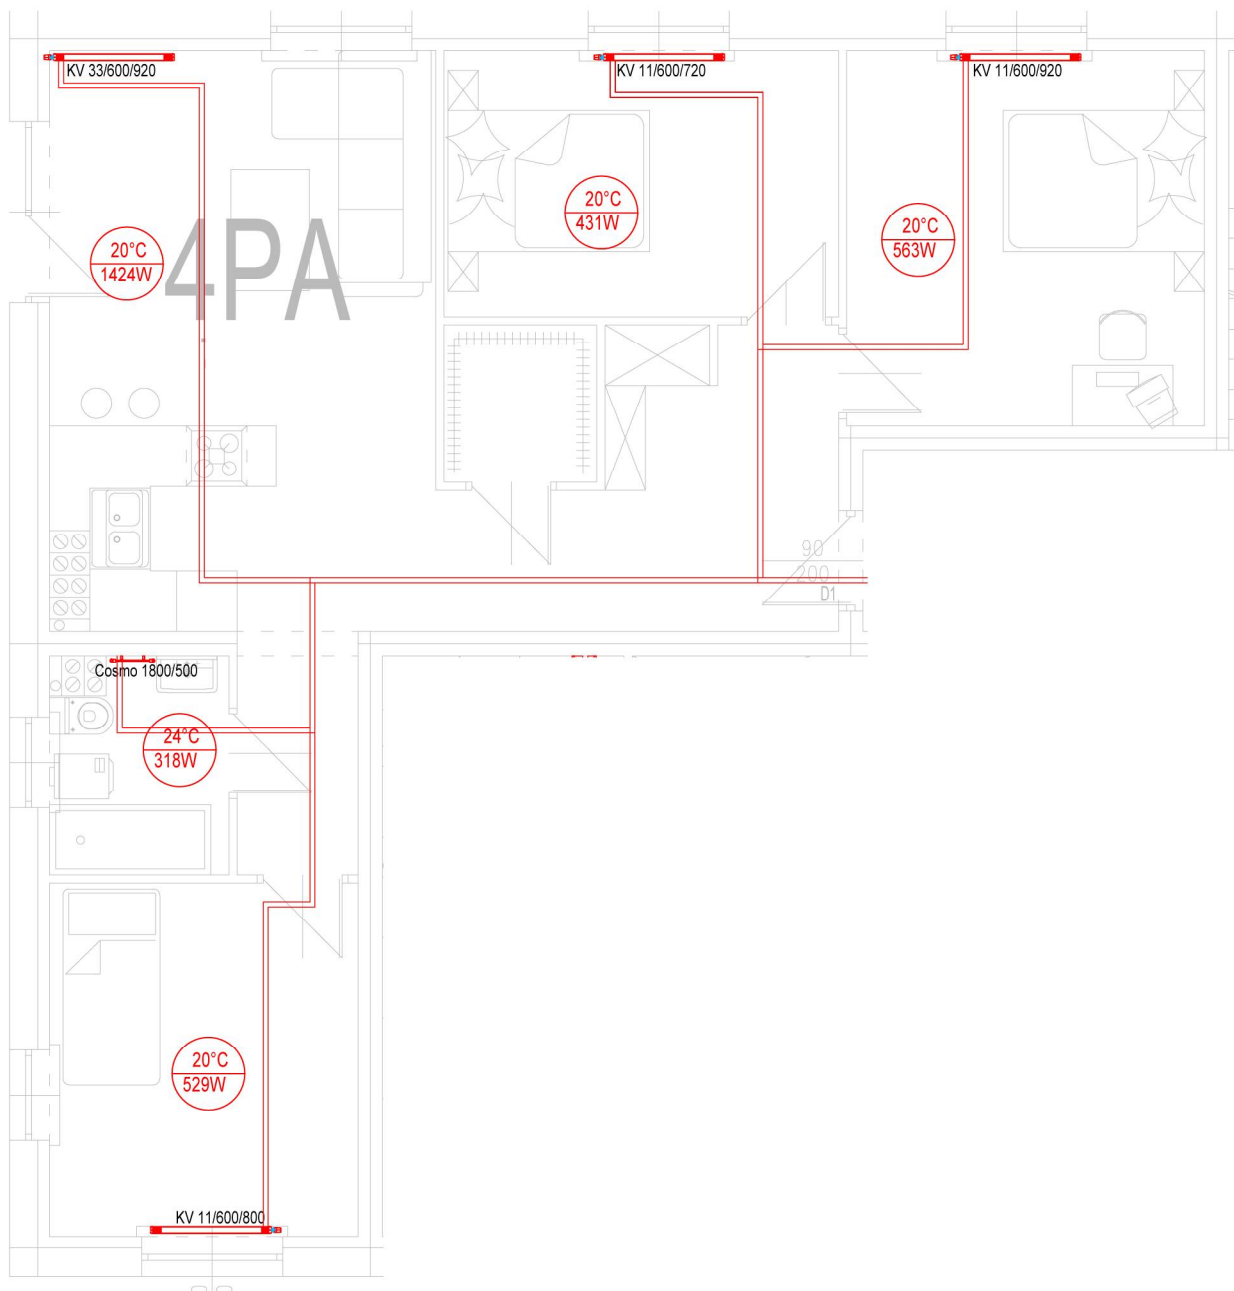 KV 33/600/920
KV 11/600/720
KV 11/600/920
20°C
431W
20°C
563W
20°C
1424W
4PA
90
200
D1
Cosmo 1800/500
24°C
318W
20°C
529W
KV 11/600/800